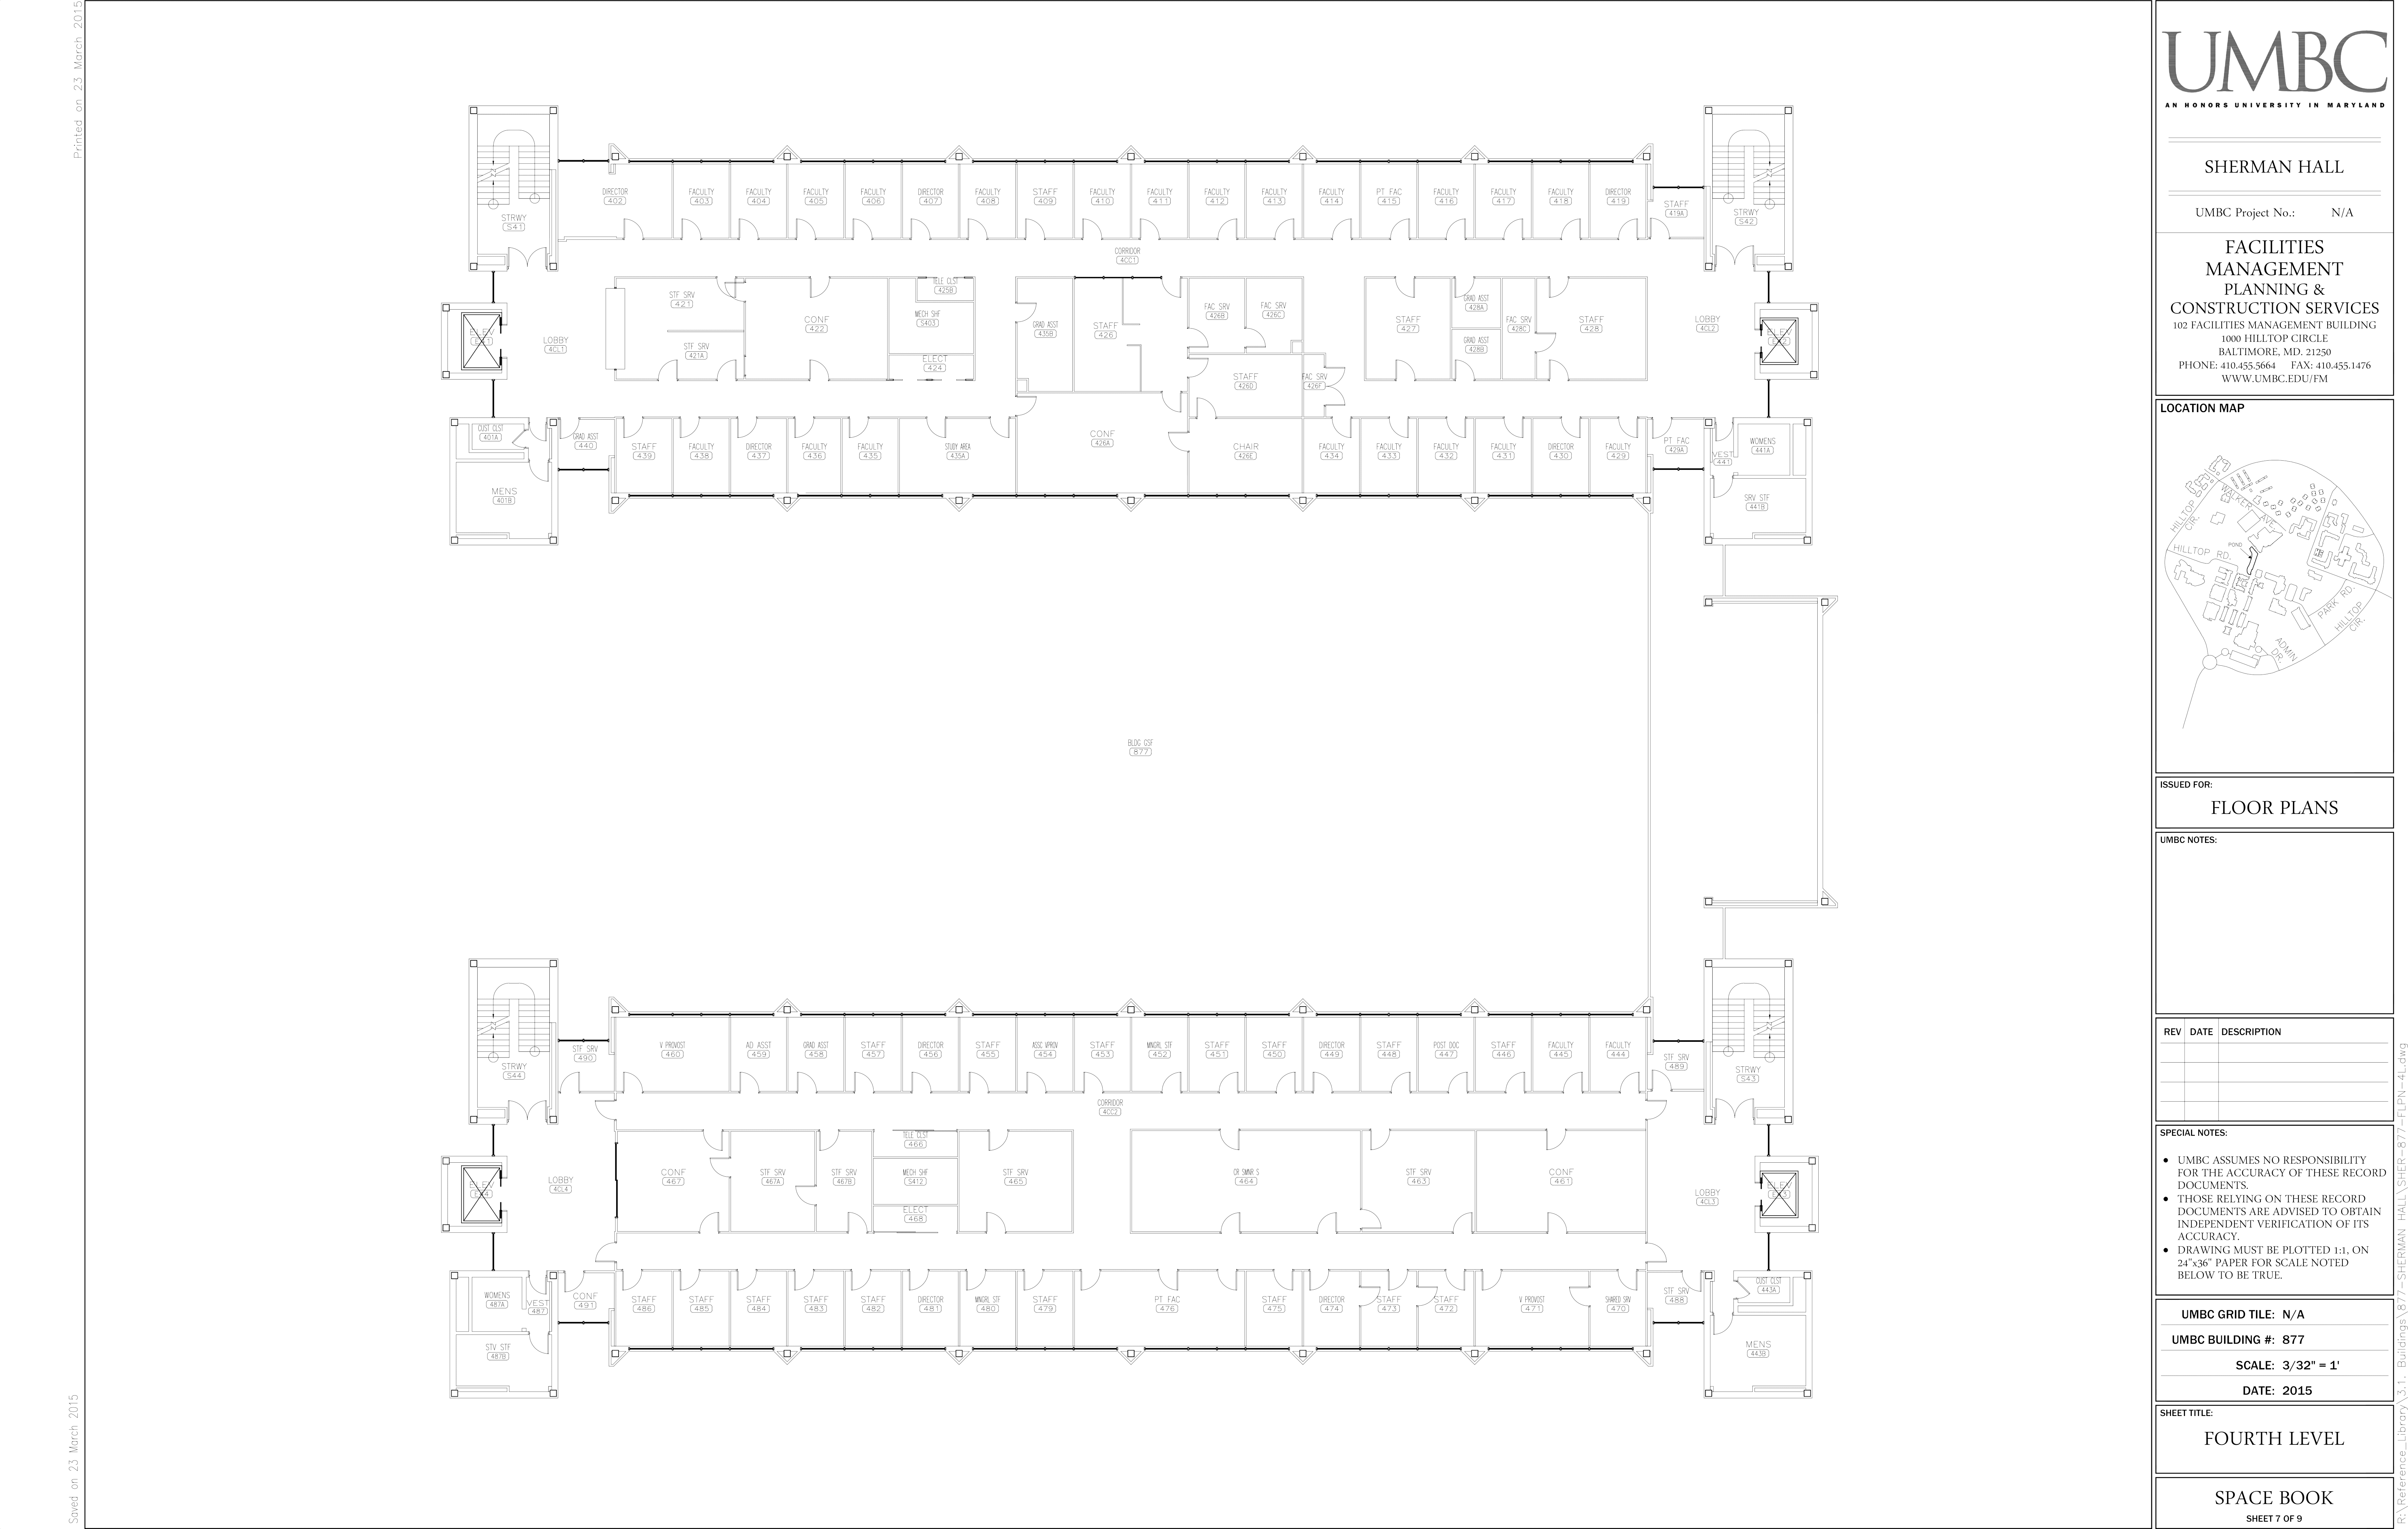 Printed on 23 March 2015
Saved on 23 March 2015
STRWY
S41
DIRECTOR
402
FACULTY
403
FACULTY
404
FACULTY
405
FACULTY
406
DIRECTOR
407
FACULTY
408
STAFF
409
FACULTY
410
FACULTY
411
FACULTY
412
FACULTY
413
FACULTY
414
PT FAC
415
FACULTY
416
FACULTY
417
FACULTY
418
DIRECTOR
419
STAFF
419A
STRWY
S42
CORRIDOR
4CC1
ELEV
LOBBY
4CL1
STF SRV
421
STF SRV
421A
CONF
422
TELE CLST
425B
MECH SHF
S403
ELECT
424
GRAD ASST
435B
STAFF
426
FAC SRV
426B
FAC SRV
426C
STAFF
426D
FAC SRV
426F
STAFF
427
GRAD ASST
428A
GRAD ASST
428B
FAC SRV
428C
STAFF
428
LOBBY
4CL2
ELEV
CUST CLST
401A
MENS
401B
GRAD ASST
440
STAFF
439
FACULTY
438
DIRECTOR
437
FACULTY
436
FACULTY
435
STUDY AREA
435A
CONF
426A
CHAIR
426E
FACULTY
434
FACULTY
433
FACULTY
432
FACULTY
431
DIRECTOR
430
FACULTY
429
PT FAC
429A
VEST
441
WOMENS
441A
SRV STF
441B
BLDG GSF
877
STRWY
S44
STF SRV
490
V PROVOST
460
AD ASST
459
GRAD ASST
458
STAFF
457
DIRECTOR
456
STAFF
455
ASSC VPROV
454
STAFF
453
MNGRL STF
452
STAFF
451
STAFF
450
DIRECTOR
449
STAFF
448
POST DOC
447
STAFF
446
FACULTY
445
FACULTY
444
STF SRV
489
STRWY
S43
CORRIDOR
4CC2
ELEV
LOBBY
4CL4
CONF
467
STF SRV
467A
STF SRV
467B
TELE CLST
466
MECH SHF
S412
ELECT
468
STF SRV
465
CR SMNR S
464
STF SRV
463
CONF
461
LOBBY
4CL3
ELEV
WOMENS
487A
VEST
487
STV STF
487B
CONF
491
STAFF
486
STAFF
485
STAFF
484
STAFF
483
STAFF
482
DIRECTOR
481
MNGRL STF
480
STAFF
479
PT FAC
476
STAFF
475
DIRECTOR
474
STAFF
473
STAFF
472
V PROVOST
471
SHARED SRV
470
STF SRV
488
CUST CLST
443A
MENS
443B
UMBC
AN HONORS UNIVERSITY IN MARYLAND
SHERMAN HALL
UMBC Project No.: N/A
FACILITIES
MANAGEMENT
PLANNING &
CONSTRUCTION SERVICES
102 FACILITIES MANAGEMENT BUILDING
1000 HILLTOP CIRCLE
BALTIMORE, MD. 21250
PHONE: 410.455.5664 FAX: 410.455.1476
WWW.UMBC.EDU/FM
LOCATION MAP
HILLTOP
CIR.
WALKER AVE.
POND
HILLTOP RD.
PARK RD.
HILLTOP
CIR.
ADMIN
DR.
ISSUED FOR:
FLOOR PLANS
UMBC NOTES:
REV DATE DESCRIPTION
SPECIAL NOTES:
● UMBC ASSUMES NO RESPONSIBILITY
FOR THE ACCURACY OF THESE RECORD
DOCUMENTS.
● THOSE RELYING ON THESE RECORD
DOCUMENTS ARE ADVISED TO OBTAIN
INDEPENDENT VERIFICATION OF ITS
ACCURACY.
● DRAWING MUST BE PLOTTED 1:1, ON
24"x36" PAPER FOR SCALE NOTED
BELOW TO BE TRUE.
UMBC GRID TILE: N/A
UMBC BUILDING #: 877
SCALE: 3/32" = 1'
DATE: 2015
SHEET TITLE:
FOURTH LEVEL
SPACE BOOK
SHEET 7 OF 9
R:\Reference_Library\3.1. Buildings\877-SHERMAN HALL\SHER-877-FLPN-4L.dwg